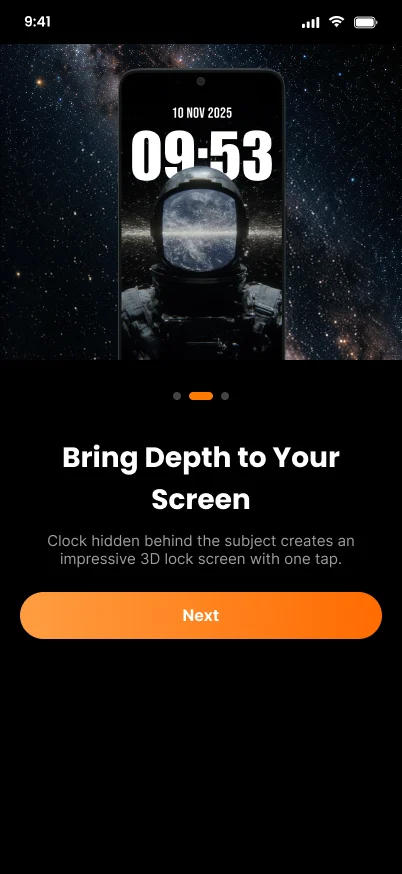 9:41
10 NOV 2025
09:53
Bring Depth to Your
Screen
Clock hidden behind the subject creates an
impressive 3D lock screen with one tap.
Next